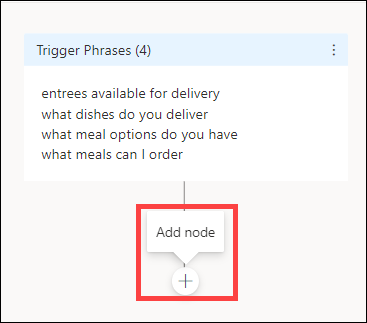 Trigger Phrases (4)
entrees available for delivery
what dishes do you deliver
what meal options do you have
what meals can I order
Add node